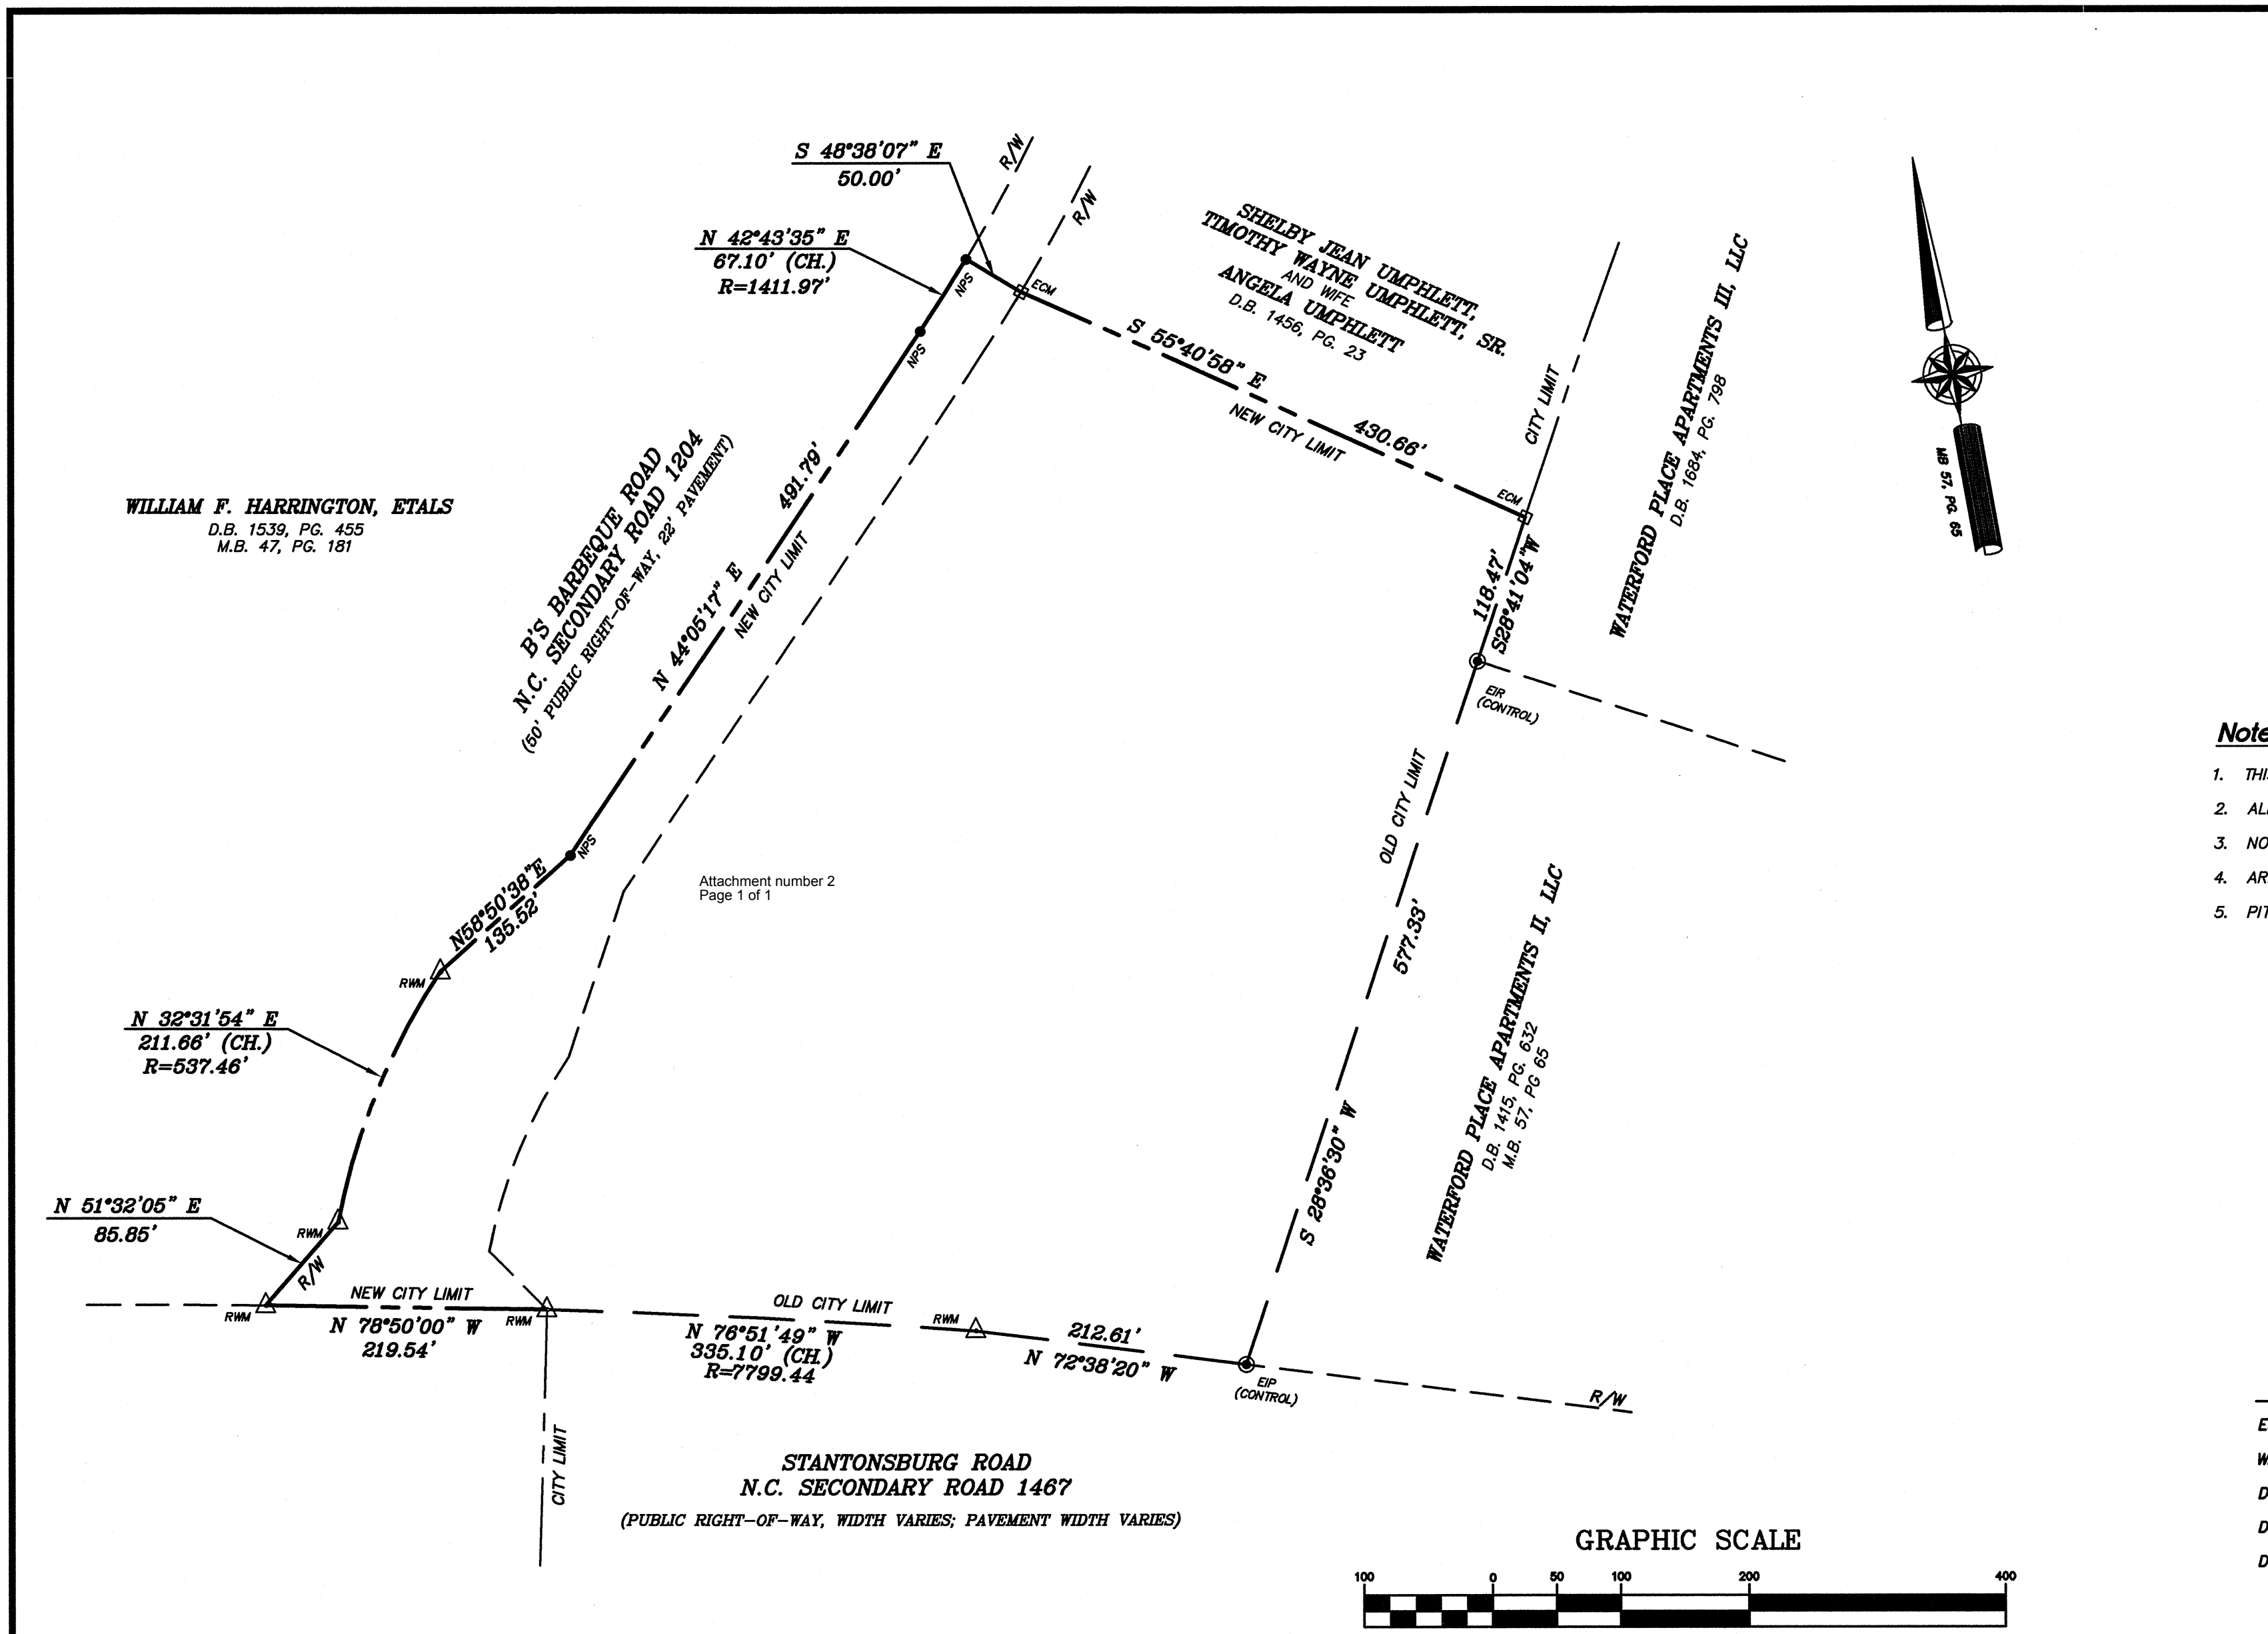 S 48°38'07" E
50.00'
R/W
R/W
N 42°43'35" E
67.10' (CH.)
R=1411.97'
NPS
ECM
NPS
SHELBY JEAN UMPHLETT,
TIMOTHY WAYNE UMPHLETT, SR.
AND WIFE
ANGELA UMPHLETT
D.B. 1456, PG. 23
S 55°40'58" E
430.66'
NEW CITY LIMIT
CITY LIMIT
WATERFORD PLACE APARTMENTS III, LLC
D.B. 1684, PG. 798
MB 57, PG. 65
ECM
118.47'
S28°41'04"W
EIR
(CONTROL)
WILLIAM F. HARRINGTON, ETALS
D.B. 1539, PG. 455
M.B. 47, PG. 181
B'S BARBEQUE ROAD
N.C. SECONDARY ROAD 1204
(50' PUBLIC RIGHT-OF-WAY, 22' PAVEMENT)
491.79'
N 44°05'17" E
NEW CITY LIMIT
NPS
Attachment number 2
Page 1 of 1
OLD CITY LIMIT
577.33'
S 28°36'30" W
WATERFORD PLACE APARTMENTS II, LLC
D.B. 1415, PG. 632
M.B. 57, PG 65
N58°50'38"E
135.52'
RWM
N 32°31'54" E
211.66' (CH.)
R=537.46'
N 51°32'05" E
85.85'
RWM
R/W
RWM
NEW CITY LIMIT
N 78°50'00" W
219.54'
RWM
OLD CITY LIMIT
N 76°51'49" W
335.10' (CH.)
R=7799.44
RWM
212.61'
N 72°38'20" W
EIP
(CONTROL)
R/W
CITY LIMIT
STANTONSBURG ROAD
N.C. SECONDARY ROAD 1467
(PUBLIC RIGHT-OF-WAY, WIDTH VARIES; PAVEMENT WIDTH VARIES)
GRAPHIC SCALE
100 0 50 100 200 400
Note
1. THI
2. AL
3. NO
4. AR
5. PI
E
W
D
D
D